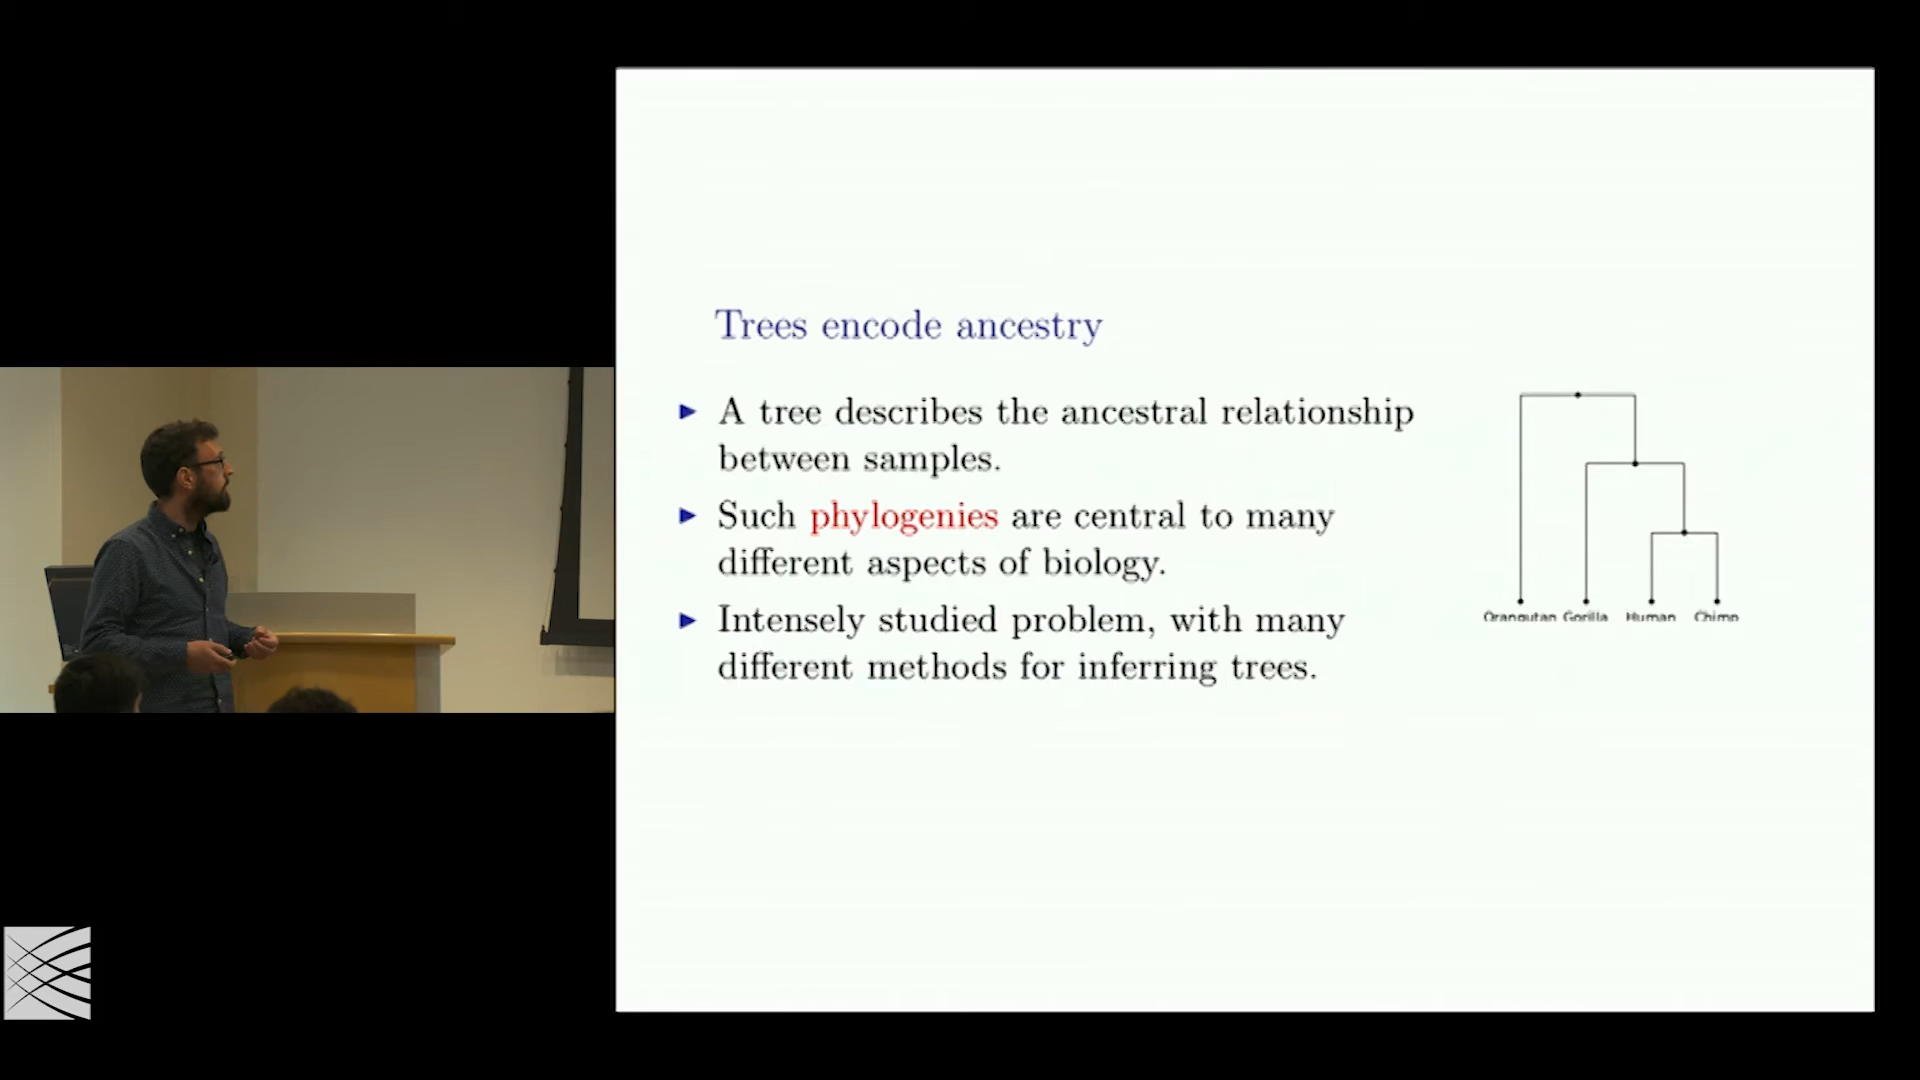 Trees encode ancestry
▶ A tree describes the ancestral relationship
between samples.
▶ Such phylogenies are central to many
different aspects of biology.
▶ Intensely studied problem, with many
different methods for inferring trees.
Orangutan Gorilla Human Chimp